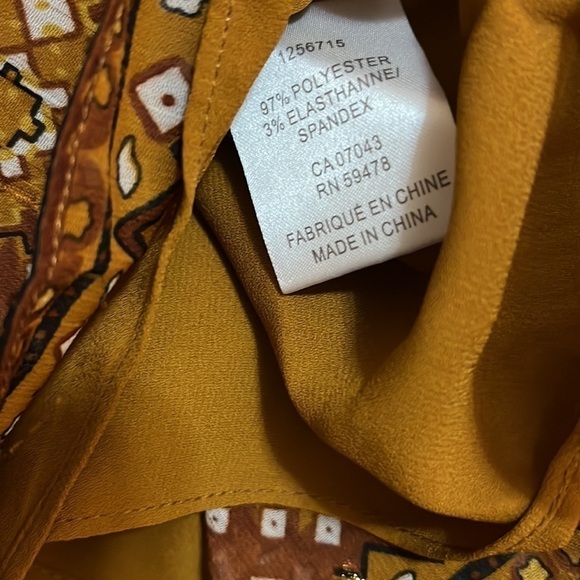 1256715
97% POLYESTER
3% ELASTHANNE/
SPANDEX
CA 07043
RN 59478
FABRIQUÉ EN CHINE
MADE IN CHINA